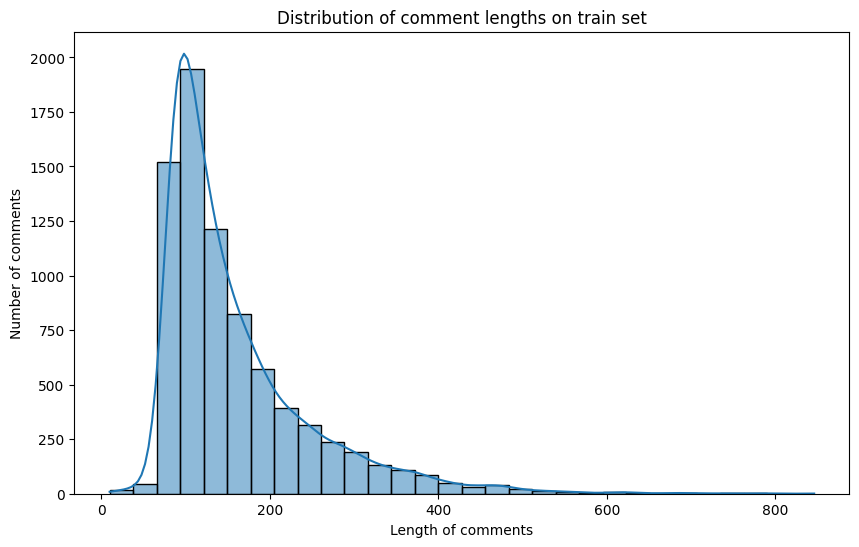 Distribution of comment lengths on train set
Number of comments
2000
1750
1500
1250
1000
750
500
250
0
0 200 400 600 800
Length of comments